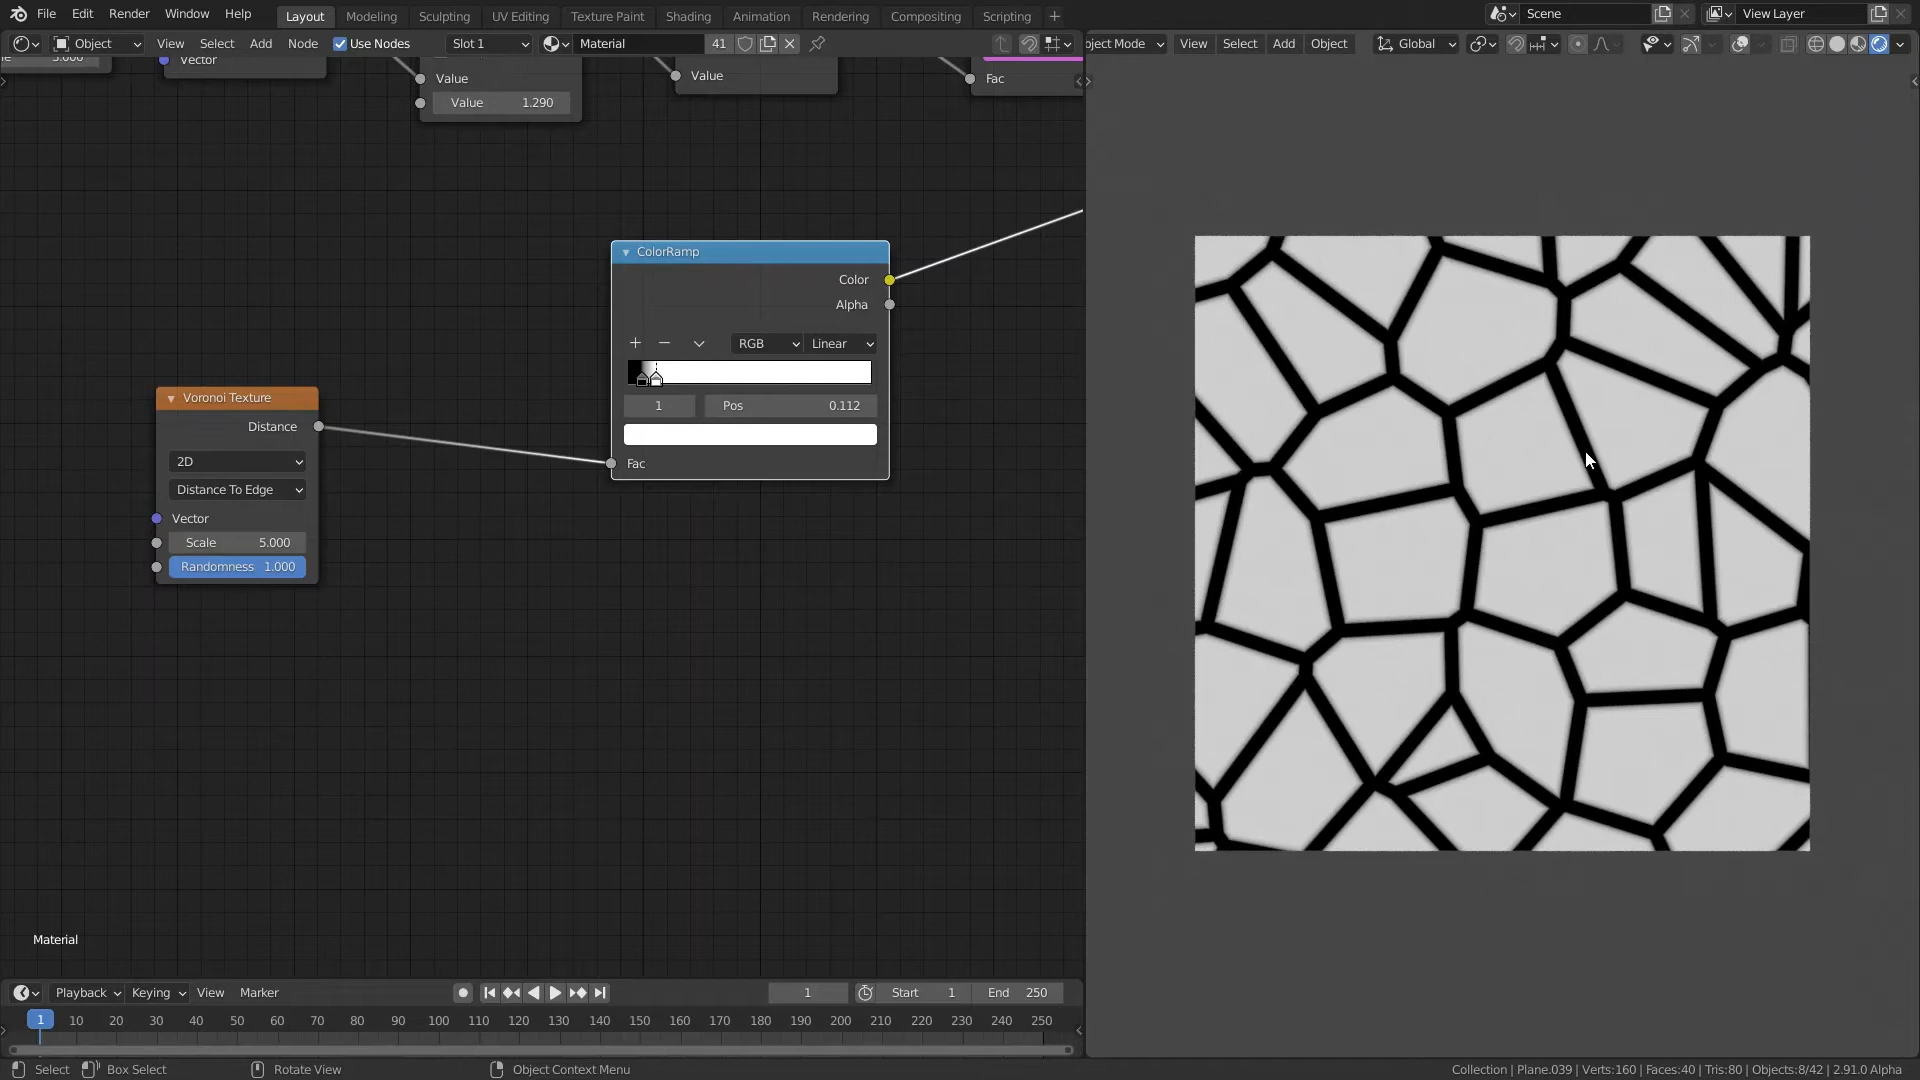 File Edit Render Window Help Layout Modeling Sculpting UV Editing Texture Paint Shading Animation Rendering Compositing Scripting Scene View Layer
Object View Select Add Node Use Nodes Slot 1 Material 41 bject Mode View Select Add Object Global
Vector
Value
Value 1.290
Value
Fac
ColorRamp
Color
Alpha
RGB Linear
1 Pos 0.112
Fac
Voronoi Texture
Distance
2D
Distance To Edge
Vector
Scale 5.000
Randomness 1.000
Material
Playback Keying View Marker 1 Start 1 End 250
1 10 20 30 40 50 60 70 80 90 100 110 120 130 140 150 160 170 180 190 200 210 220 230 240 250
Select Box Select Rotate View Object Context Menu Collection | Plane.039 | Verts:160 | Faces:40 | Tris:80 | Objects:8/42 | 2.91.0 Alpha